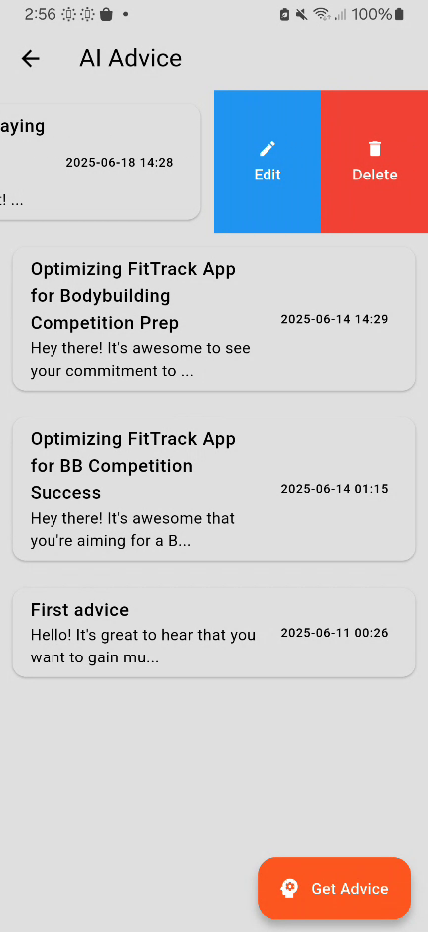 2:56
100%
AI Advice
aying
2025-06-18 14:28
t! ...
Edit
Delete
Optimizing FitTrack App
for Bodybuilding
Competition Prep
2025-06-14 14:29
Hey there! It's awesome to see
your commitment to ...
Optimizing FitTrack App
for BB Competition
Success
2025-06-14 01:15
Hey there! It's awesome that
you're aiming for a B...
First advice
2025-06-11 00:26
Hello! It's great to hear that you
want to gain mu...
Get Advice